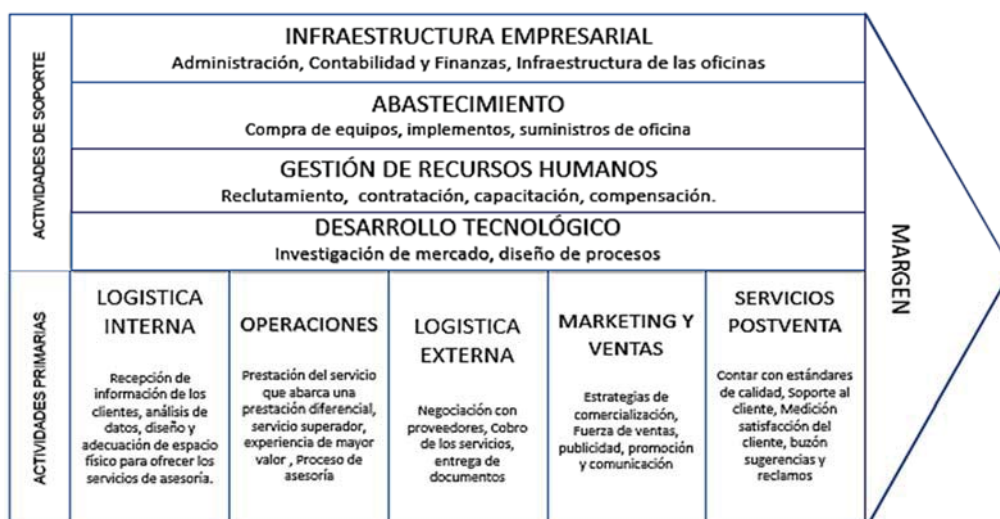 ACTIVIDADES DE SOPORTE
INFRAESTRUCTURA EMPRESARIAL
Administración, Contabilidad y Finanzas, Infraestructura de las oficinas
ABASTECIMIENTO
Compra de equipos, implementos, suministros de oficina
GESTIÓN DE RECURSOS HUMANOS
Reclutamiento, contratación, capacitación, compensación.
DESARROLLO TECNOLÓGICO
Investigación de mercado, diseño de procesos
ACTIVIDADES PRIMARIAS
LOGISTICA
INTERNA
Recepción de
información de los
clientes, análisis de
datos, diseño y
adecuación de espacio
físico para ofrecer los
servicios de asesoría.
OPERACIONES
Prestación del servicio
que abarca una
prestación diferencial,
servicio superador,
experiencia de mayor
valor , Proceso de
asesoría
LOGISTICA
EXTERNA
Negociación con
proveedores, Cobro
de los servicios,
entrega de
documentos
MARKETING Y
VENTAS
Estrategias de
comercialización,
Fuerza de ventas,
publicidad, promoción
y comunicación
SERVICIOS
POSTVENTA
Contar con estándares
de calidad, Soporte al
cliente, Medición
satisfacción del
cliente, buzón
sugerencias y
reclamos
MARGEN